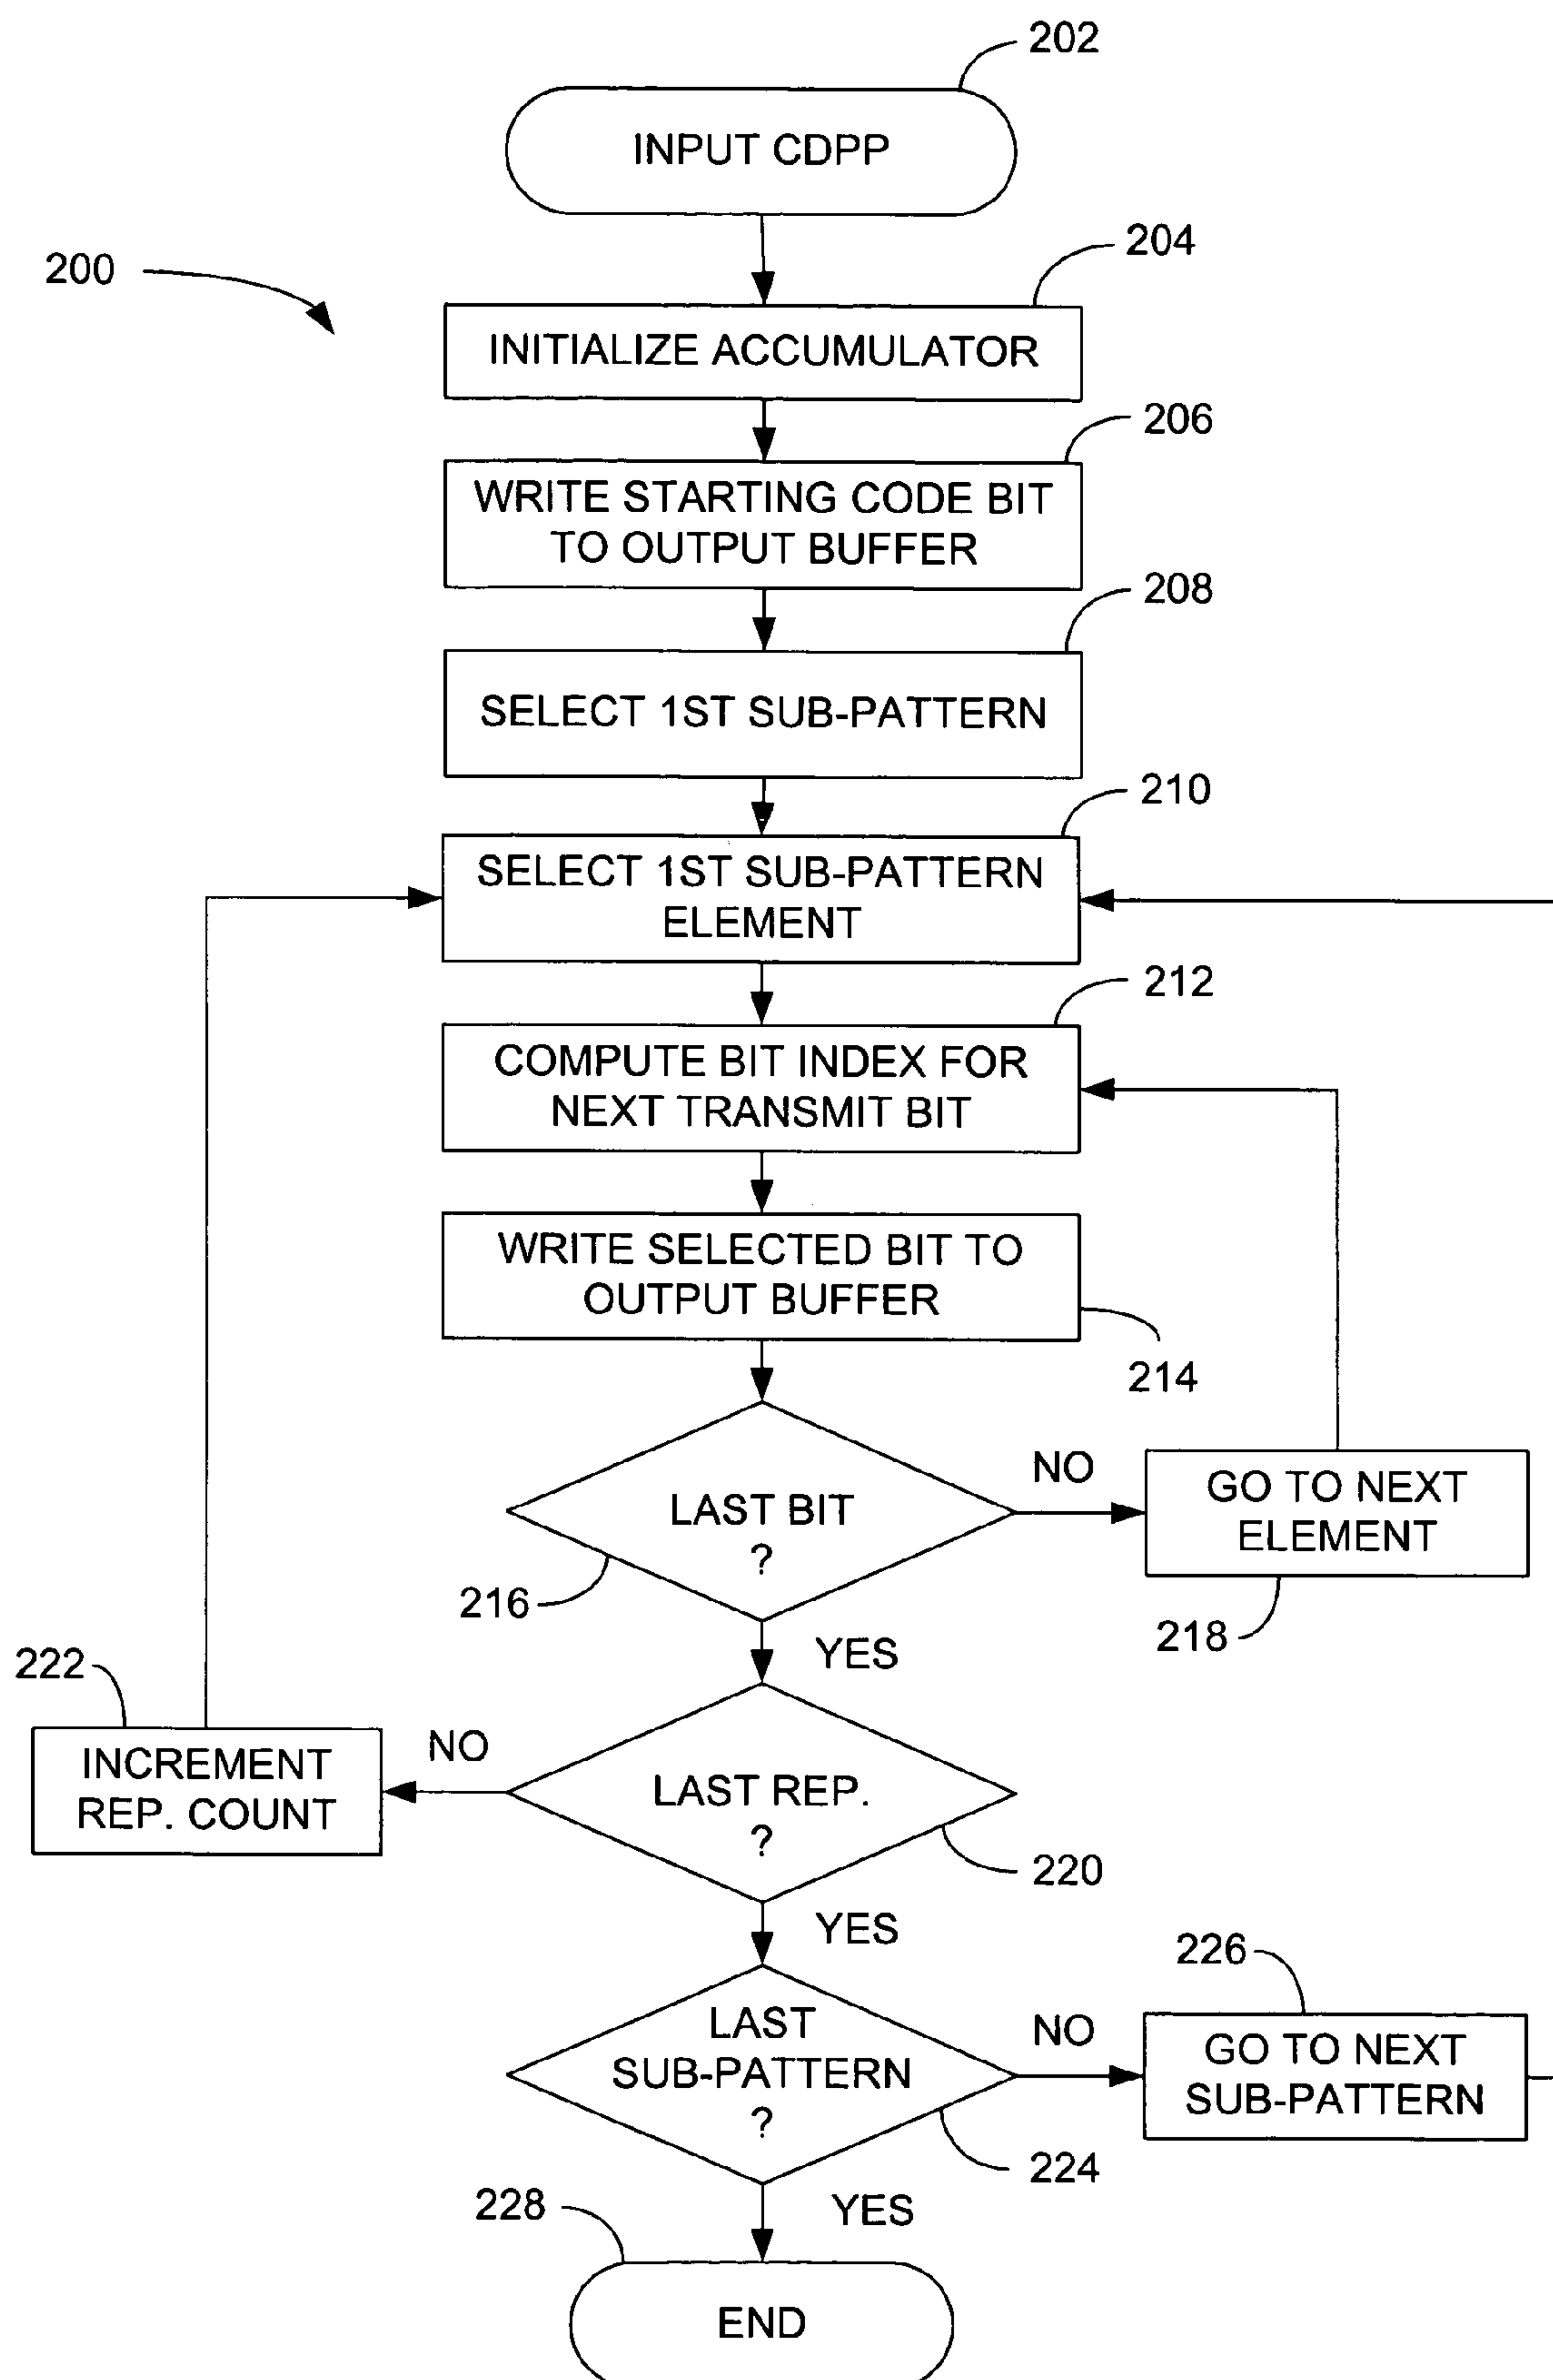 202
INPUT CDPP
204
200
INITIALIZE ACCUMULATOR
206
WRITE STARTING CODE BIT
TO OUTPUT BUFFER
208
SELECT 1ST SUB-PATTERN
210
SELECT 1ST SUB-PATTERN
ELEMENT
212
COMPUTE BIT INDEX FOR
NEXT TRANSMIT BIT
WRITE SELECTED BIT TO
OUTPUT BUFFER
214
LAST BIT
?
NO
GO TO NEXT
ELEMENT
216
218
YES
222
INCREMENT
REP. COUNT
NO
LAST REP.
?
220
YES
226
LAST
SUB-PATTERN
?
NO
GO TO NEXT
SUB-PATTERN
224
228
YES
END